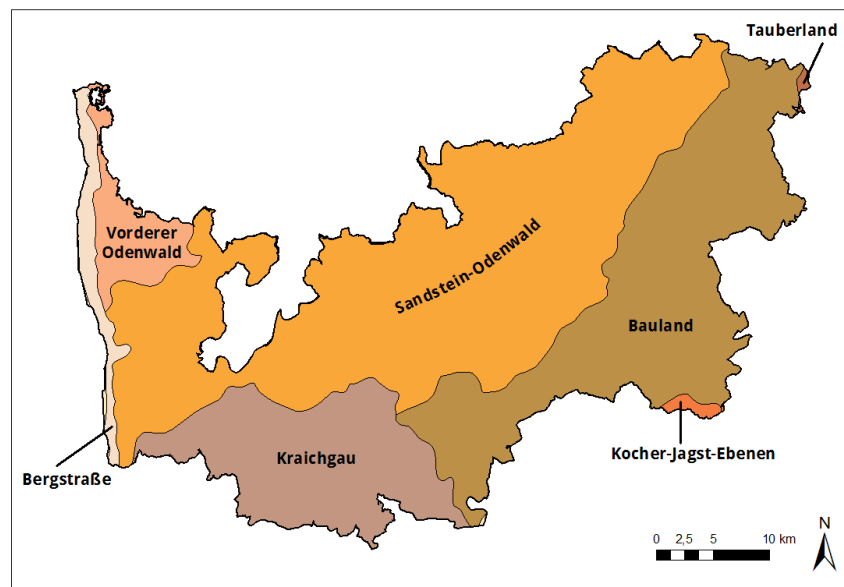 Tauberland
Vorderer
Odenwald
Sandstein-Odenwald
Bauland
Kraichgau
Kocher-Jagst-Ebenen
Bergstraße
N
0 2,5 5 10 km